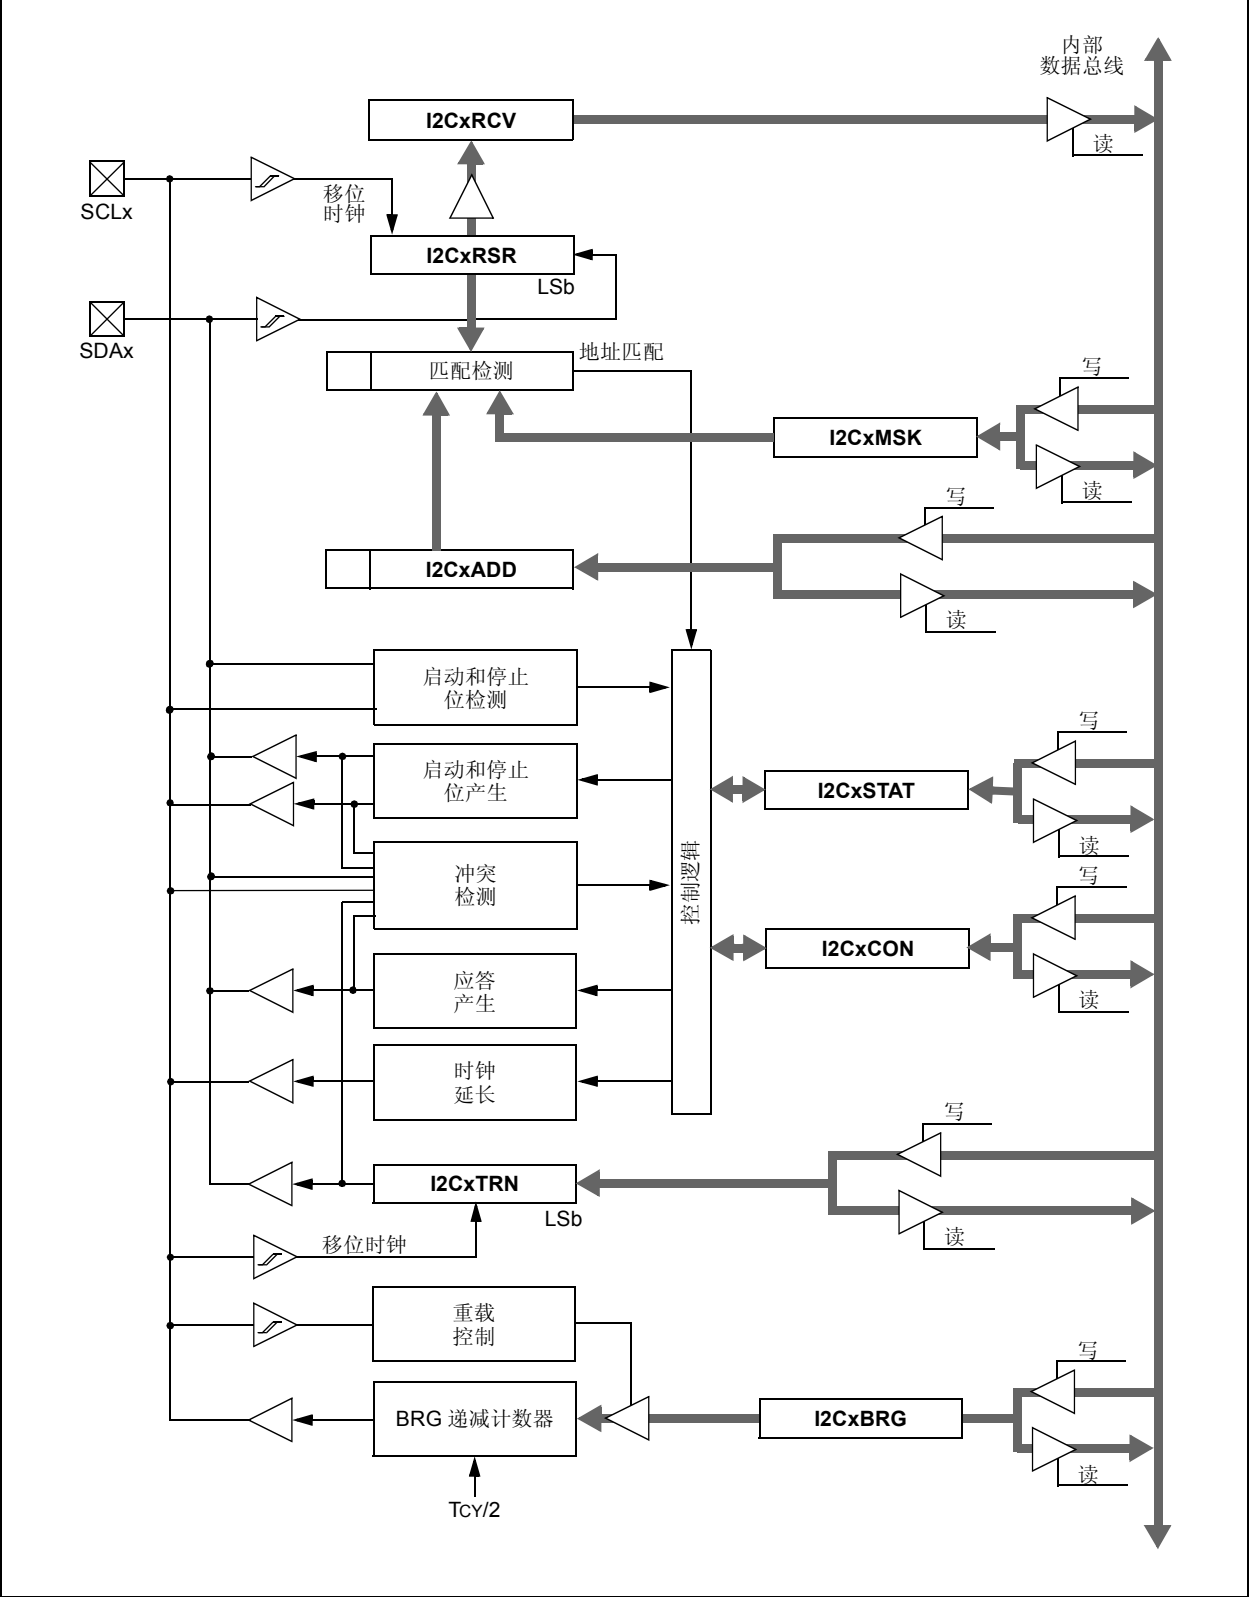 内部
数据总线
I2CxRCV
读
SCLx
移位
时钟
I2CxRSR
LSb
SDAx
地址匹配
匹配检测
写
I2CxMSK
读
写
I2CxADD
读
启动和停止
位检测
写
启动和停止
位产生
I2CxSTAT
读
冲突
检测
控制逻辑
写
I2CxCON
读
应答
产生
时钟
延长
写
I2CxTRN
LSb
读
移位时钟
重载
控制
写
BRG 递减计数器
I2CxBRG
读
TCY/2